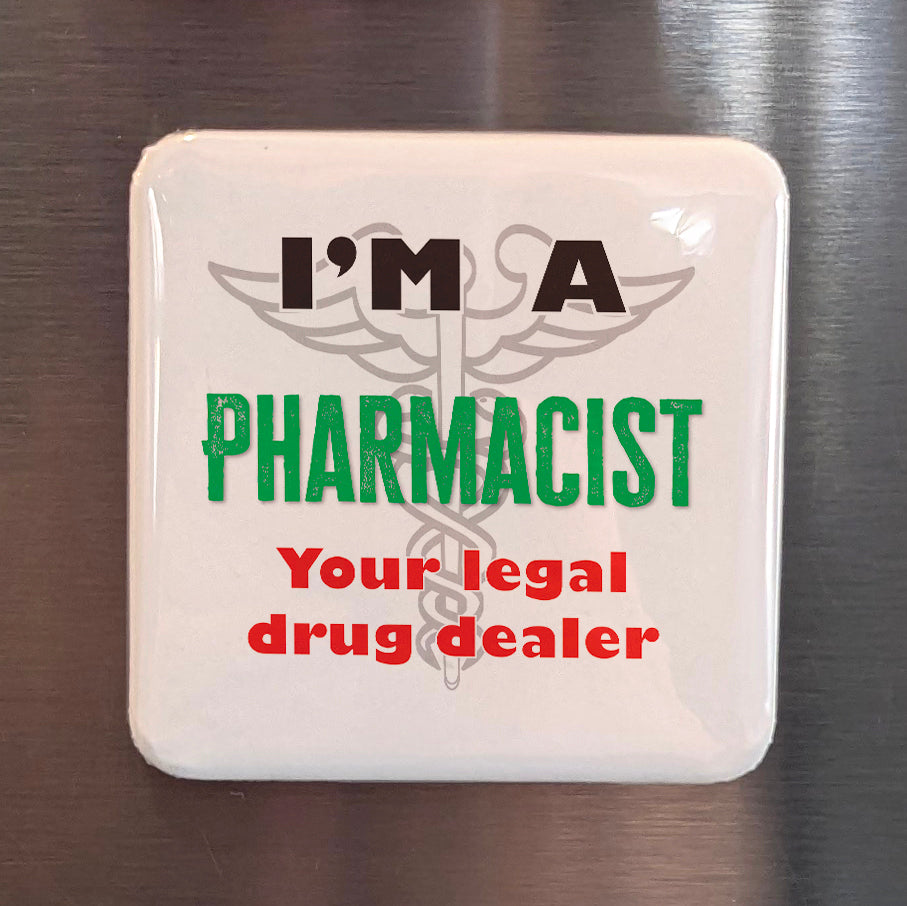 I'M A
PHARMACIST
Your legal
drug dealer